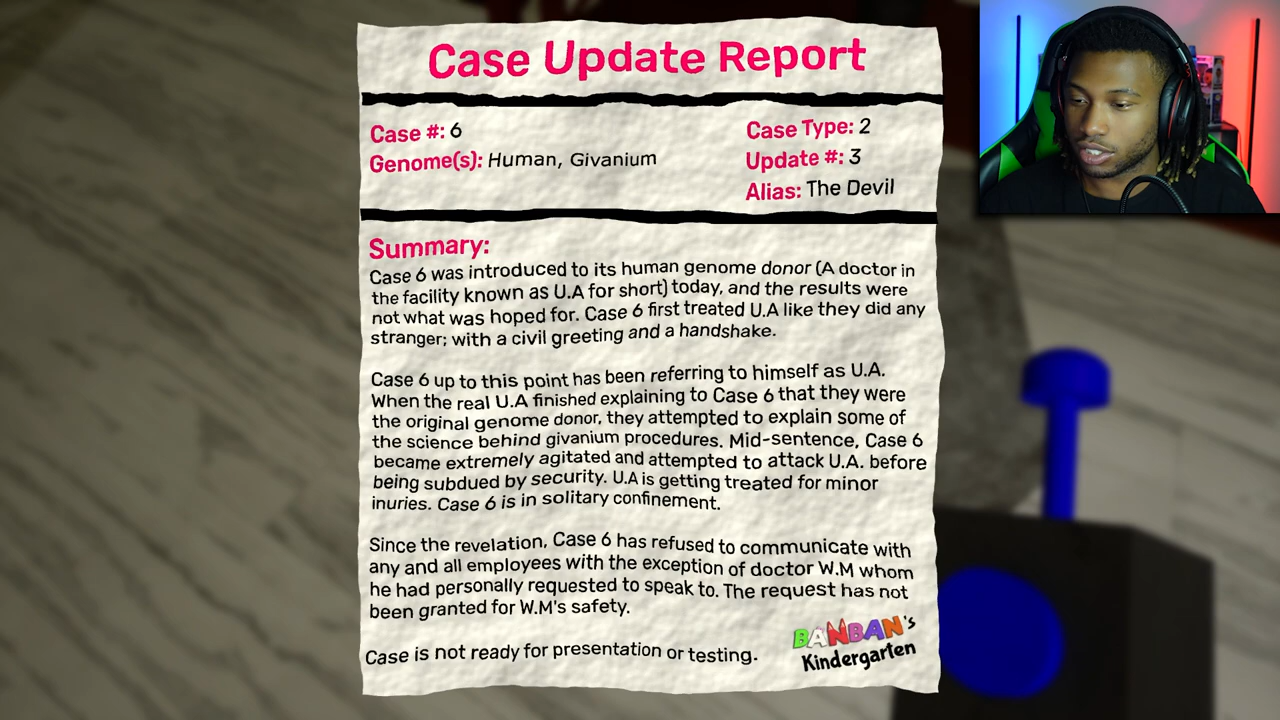 Case Update Report
Case #: 6
Genome(s): Human, Givanium
Case Type: 2
Update #: 3
Alias: The Devil
Summary:
Case 6 was introduced to its human genome donor (A doctor in
the facility known as U.A for short) today, and the results were
not what was hoped for. Case 6 first treated U.A like they did any
stranger; with a civil greeting and a handshake.
Case 6 up to this point has been referring to himself as U.A.
When the real U.A finished explaining to Case 6 that they were
the original genome donor, they attempted to explain some of
the science behind givanium procedures. Mid-sentence, Case 6
became extremely agitated and attempted to attack U.A. before
being subdued by security. U.A is getting treated for minor
inuries. Case 6 is in solitary confinement.
Since the revelation, Case 6 has refused to communicate with
any and all employees with the exception of doctor W.M whom
he had personally requested to speak to. The request has not
been granted for W.M's safety.
Case is not ready for presentation or testing.
BANBAN's
Kindergarten